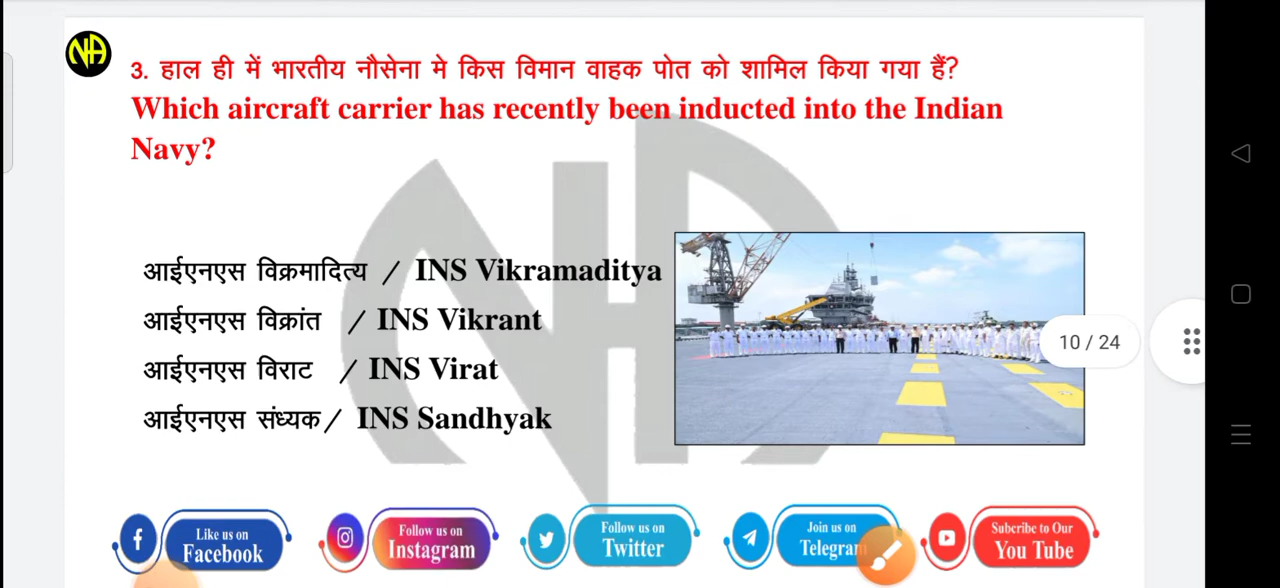 NA
3. हाल ही में भारतीय नौसेना मे किस विमान वाहक पोत को शामिल किया गया हैं?
Which aircraft carrier has recently been inducted into the Indian
Navy?
आईएनएस विक्रमादित्य / INS Vikramaditya
आईएनएस विक्रांत / INS Vikrant
आईएनएस विराट / INS Virat
आईएनएस संध्यक / INS Sandhyak
10 / 24
Like us on
Facebook
Follow us on
Instagram
Follow us on
Twitter
Join us on
Telegram
Subcribe to Our
You Tube